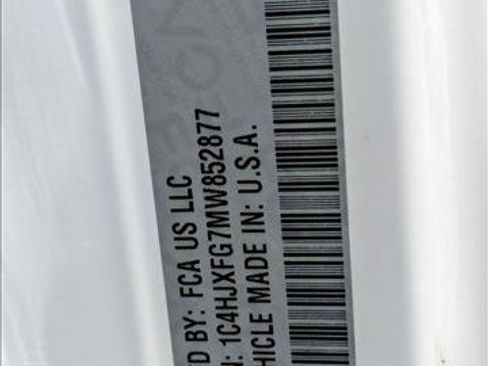 D BY: FCA US LLC
N: 1C4HJXFG7MW852877
HICLE MADE IN: U.S.A.